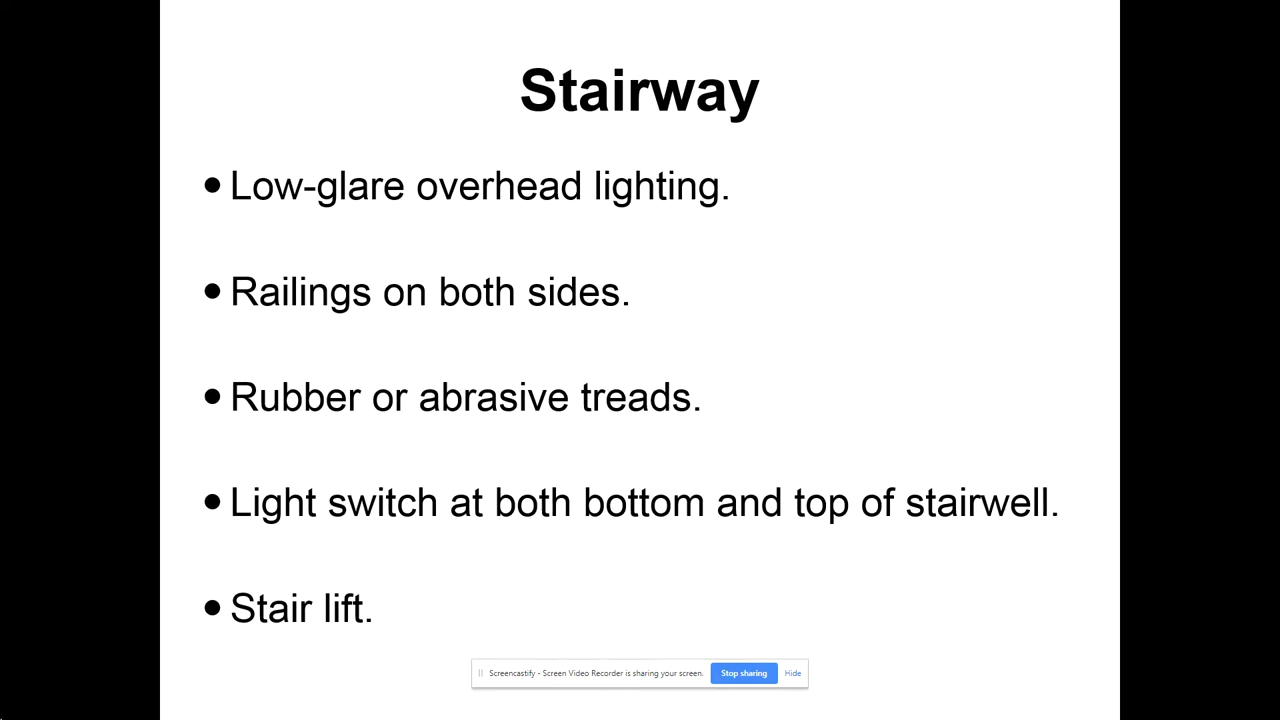 Stairway
• Low-glare overhead lighting.
• Railings on both sides.
• Rubber or abrasive treads.
• Light switch at both bottom and top of stairwell.
• Stair lift.
Screencastify - Screen Video Recorder is sharing your screen. Stop sharing Hide